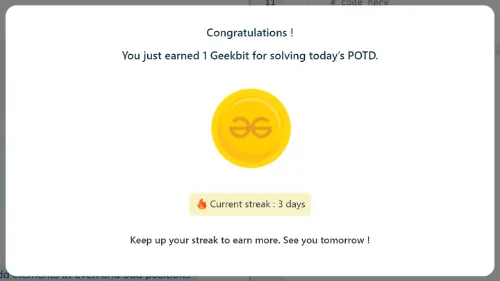 11 # code here
Congratulations !
You just earned 1 Geekbit for solving today's POTD.
Current streak : 3 days
Keep up your streak to earn more. See you tomorrow !
elements at even and odd positions